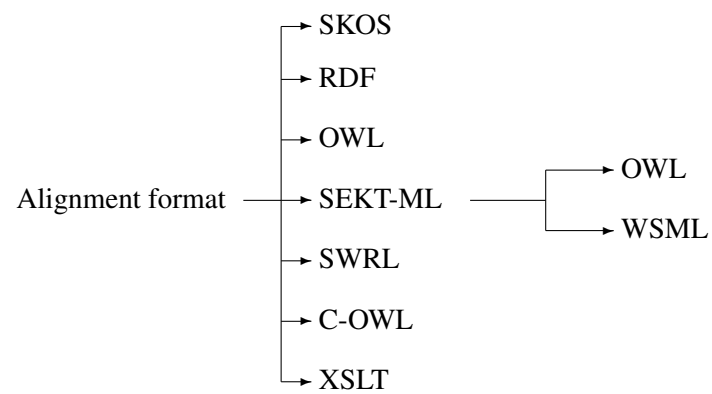 SKOS
RDF
OWL
Alignment format
SEKT-ML
OWL
WSML
SWRL
C-OWL
XSLT